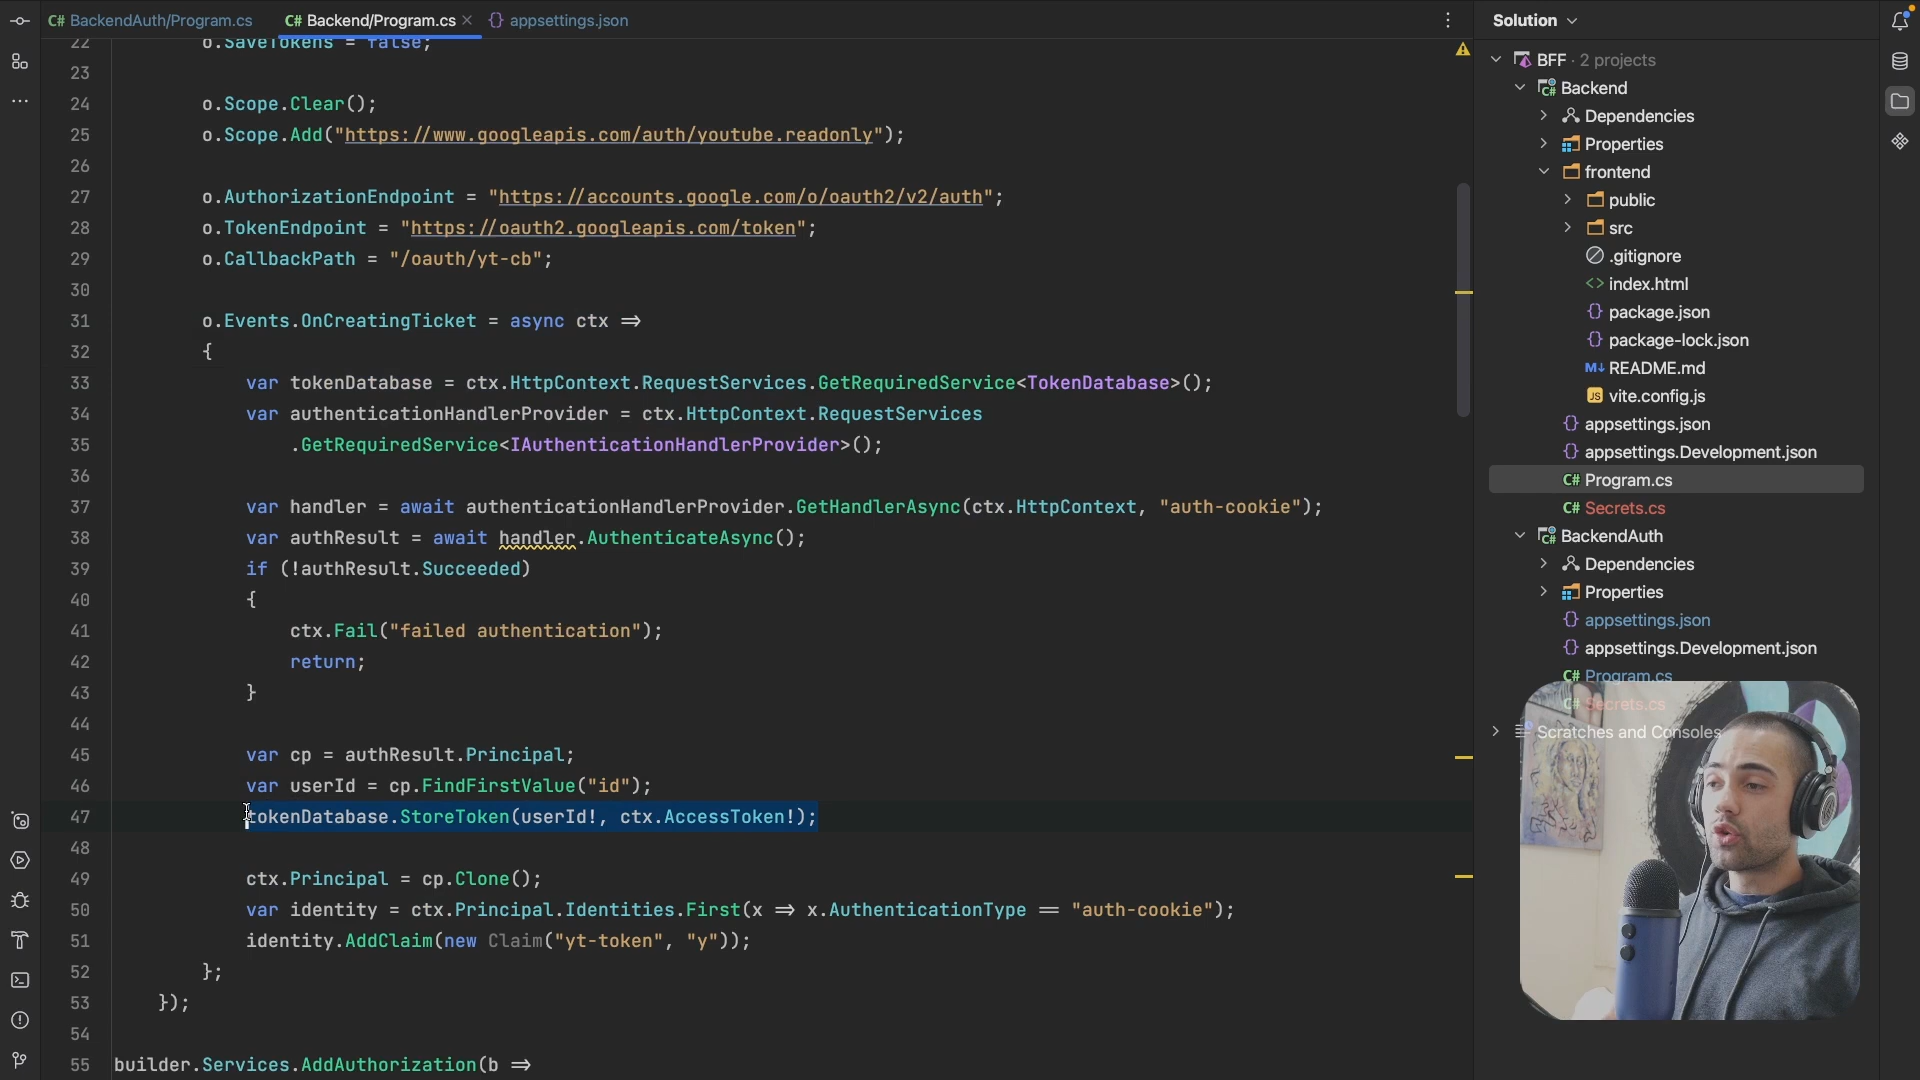 BackendAuth/Program.cs
Backend/Program.cs
appsettings.json
22 o.SaveTokens = false;
23
24 o.Scope.Clear();
25 o.Scope.Add("https://www.googleapis.com/auth/youtube.readonly");
26
27 o.AuthorizationEndpoint = "https://accounts.google.com/o/oauth2/v2/auth";
28 o.TokenEndpoint = "https://oauth2.googleapis.com/token";
29 o.CallbackPath = "/oauth/yt-cb";
30
31 o.Events.OnCreatingTicket = async ctx =>
32 {
33 var tokenDatabase = ctx.HttpContext.RequestServices.GetRequiredService<TokenDatabase>();
34 var authenticationHandlerProvider = ctx.HttpContext.RequestServices
35 .GetRequiredService<IAuthenticationHandlerProvider>();
36
37 var handler = await authenticationHandlerProvider.GetHandlerAsync(ctx.HttpContext, "auth-cookie");
38 var authResult = await handler.AuthenticateAsync();
39 if (!authResult.Succeeded)
40 {
41 ctx.Fail("failed authentication");
42 return;
43 }
44
45 var cp = authResult.Principal;
46 var userId = cp.FindFirstValue("id");
47 tokenDatabase.StoreToken(userId!, ctx.AccessToken!);
48
49 ctx.Principal = cp.Clone();
50 var identity = ctx.Principal.Identities.First(x => x.AuthenticationType == "auth-cookie");
51 identity.AddClaim(new Claim("yt-token", "y"));
52 };
53 });
54
55 builder.Services.AddAuthorization(b =>
Solution
BFF · 2 projects
C# Backend
Dependencies
Properties
frontend
public
src
.gitignore
index.html
package.json
package-lock.json
M↓ README.md
JS vite.config.js
appsettings.json
appsettings.Development.json
C# Program.cs
C# Secrets.cs
C# BackendAuth
Dependencies
Properties
appsettings.json
appsettings.Development.json
C# Program.cs
C# Secrets.cs
Scratches and Consoles